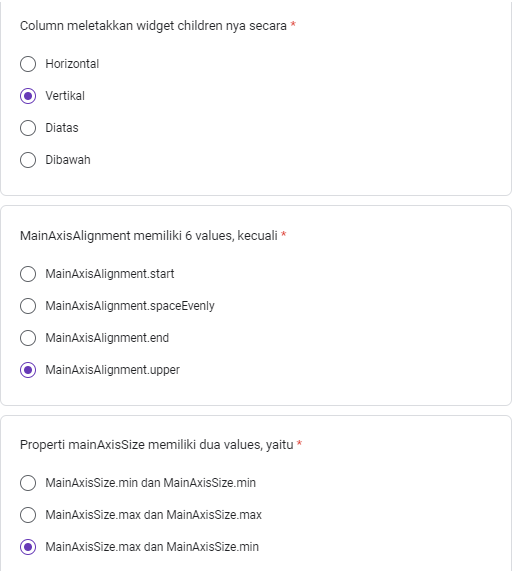 Column meletakkan widget children nya secara *
Horizontal
Vertikal
Diatas
Dibawah
MainAxisAlignment memiliki 6 values, kecuali *
MainAxisAlignment.start
MainAxisAlignment.spaceEvenly
MainAxisAlignment.end
MainAxisAlignment.upper
Properti mainAxisSize memiliki dua values, yaitu *
MainAxisSize.min dan MainAxisSize.min
MainAxisSize.max dan MainAxisSize.max
MainAxisSize.max dan MainAxisSize.min